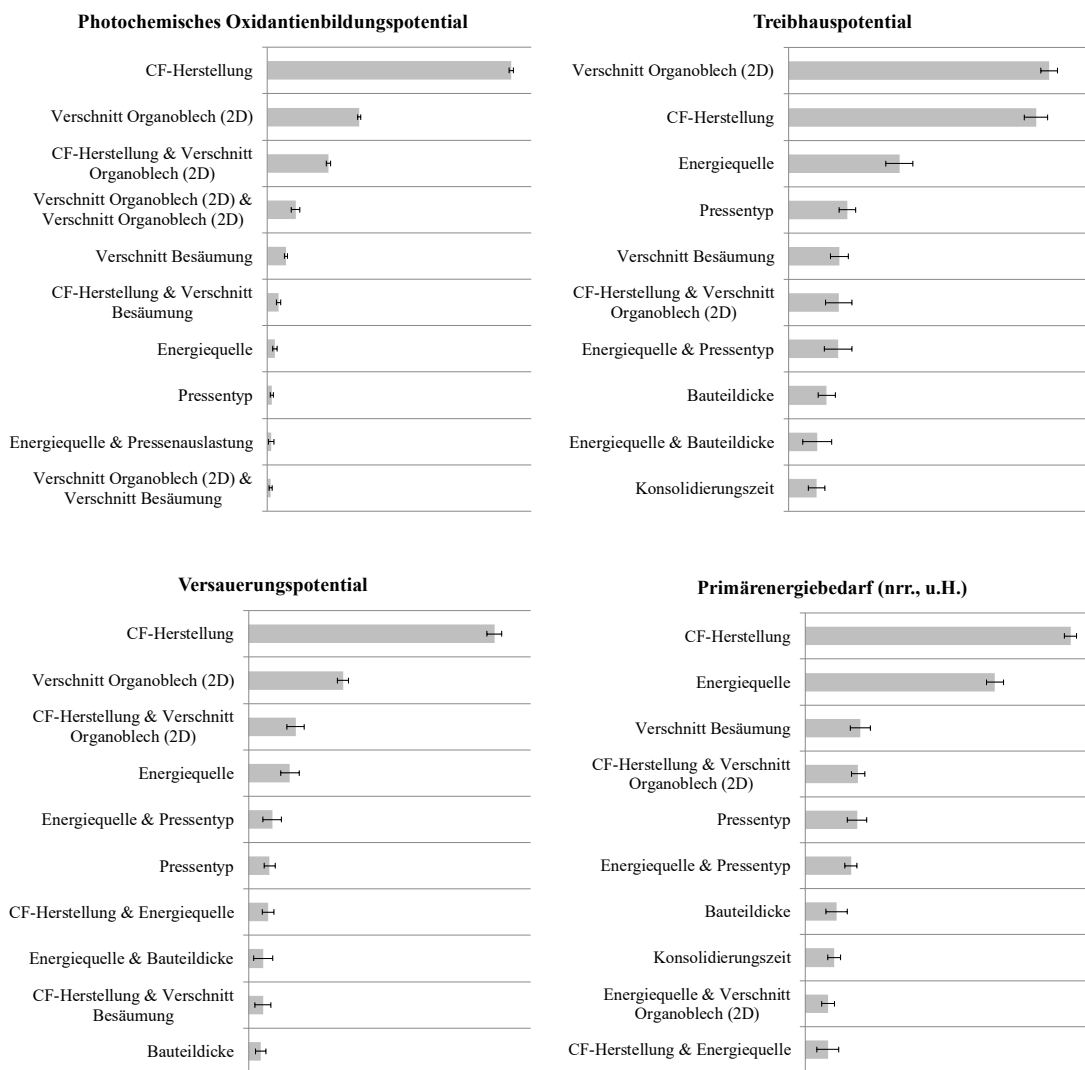 Photochemisches Oxidantienbildungspotential
CF-Herstellung
Verschnitt Organoblech (2D)
CF-Herstellung & Verschnitt
Organoblech (2D)
Verschnitt Organoblech (2D) &
Verschnitt Organoblech (2D)
Verschnitt Besäumung
CF-Herstellung & Verschnitt
Besäumung
Energiequelle
Pressentyp
Energiequelle & Pressenauslastung
Verschnitt Organoblech (2D) &
Verschnitt Besäumung
Treibhauspotential
Verschnitt Organoblech (2D)
CF-Herstellung
Energiequelle
Pressentyp
Verschnitt Besäumung
CF-Herstellung & Verschnitt
Organoblech (2D)
Energiequelle & Pressentyp
Bauteildicke
Energiequelle & Bauteildicke
Konsolidierungszeit
Versauerungspotential
CF-Herstellung
Verschnitt Organoblech (2D)
CF-Herstellung & Verschnitt
Organoblech (2D)
Energiequelle
Energiequelle & Pressentyp
Pressentyp
CF-Herstellung & Energiequelle
Energiequelle & Bauteildicke
CF-Herstellung & Verschnitt
Besäumung
Bauteildicke
Primärenergiebedarf (nrr., u.H.)
CF-Herstellung
Energiequelle
Verschnitt Besäumung
CF-Herstellung & Verschnitt
Organoblech (2D)
Pressentyp
Energiequelle & Pressentyp
Bauteildicke
Konsolidierungszeit
Energiequelle & Verschnitt
Organoblech (2D)
CF-Herstellung & Energiequelle